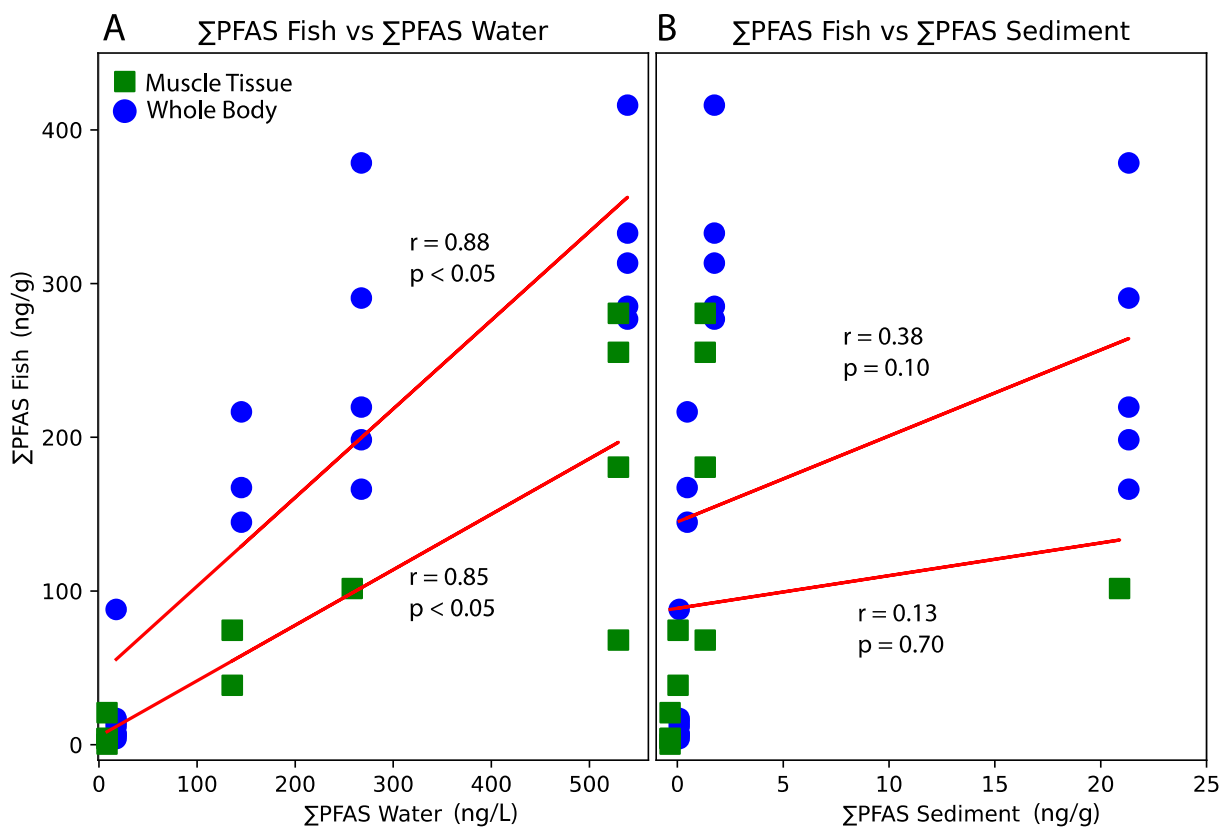 A
∑PFAS Fish vs ∑PFAS Water
B
∑PFAS Fish vs ∑PFAS Sediment
Muscle Tissue
Whole Body
400
300
200
100
0
∑PFAS Fish (ng/g)
r = 0.88
p < 0.05
r = 0.85
p < 0.05
r = 0.38
p = 0.10
r = 0.13
p = 0.70
0 100 200 300 400 500
0 5 10 15 20 25
∑PFAS Water (ng/L)
∑PFAS Sediment (ng/g)